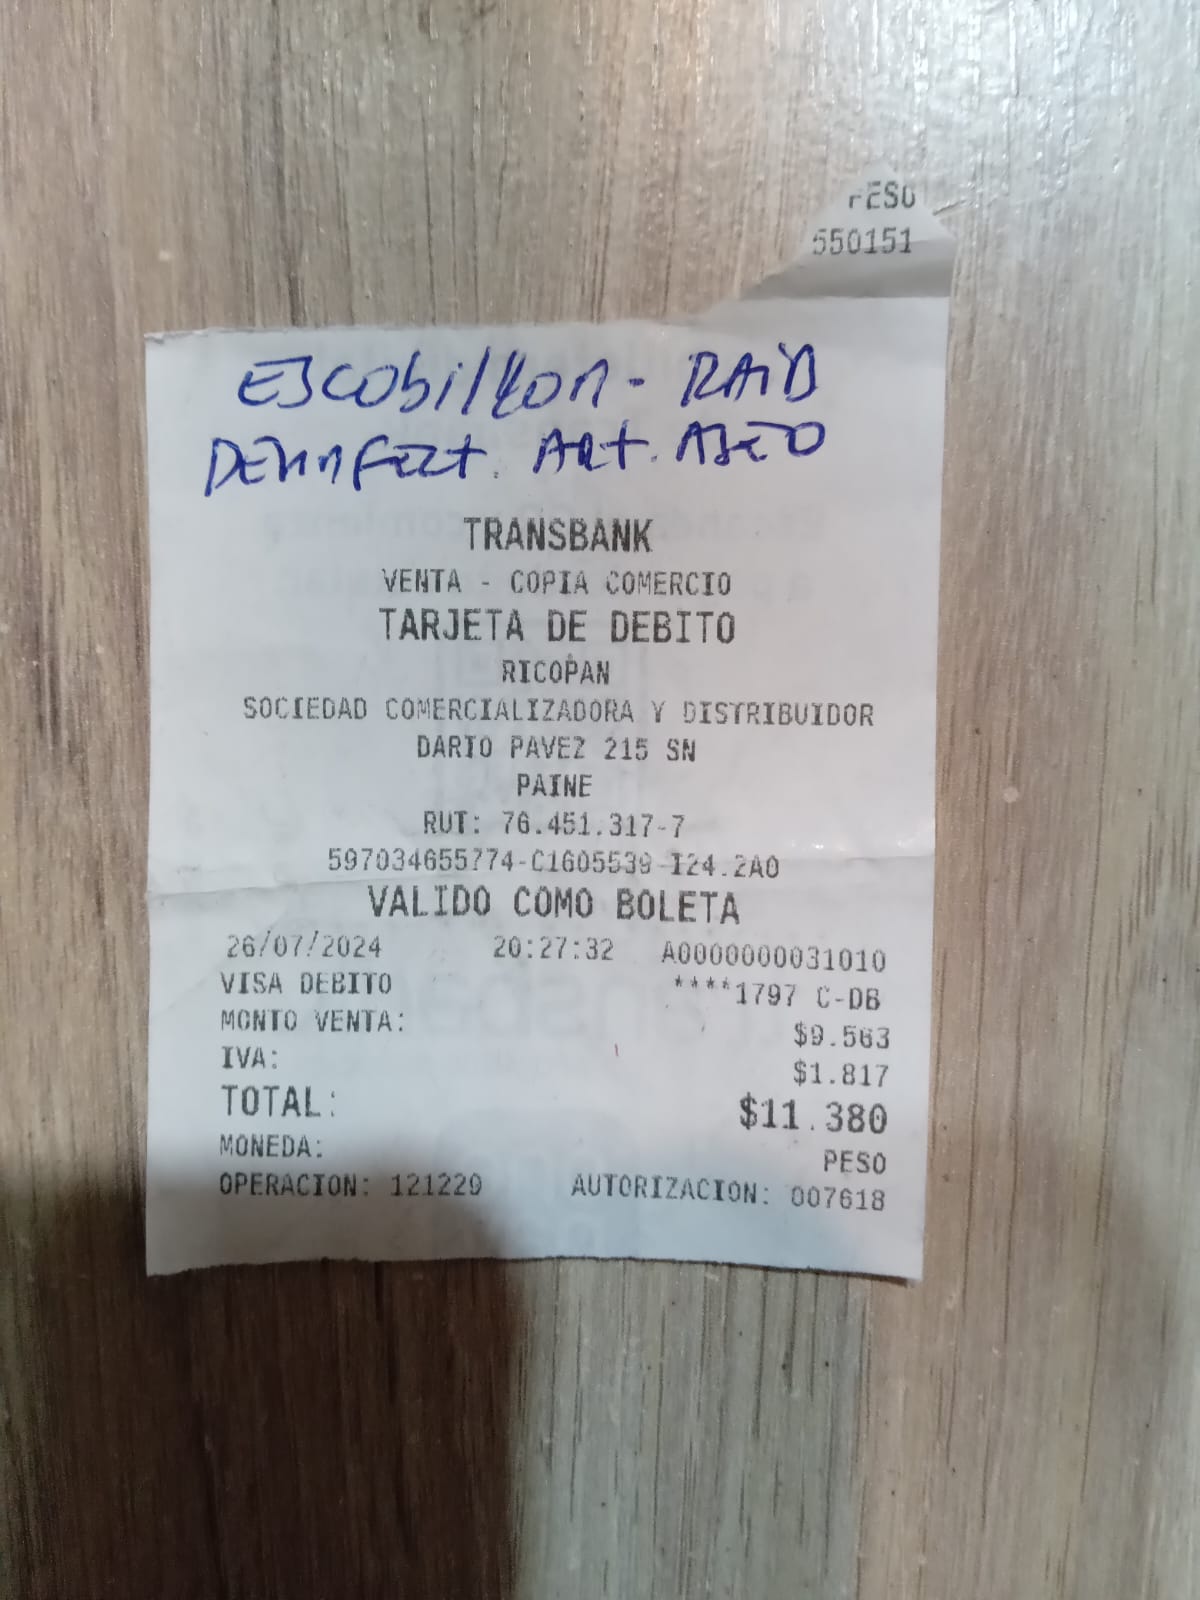 PESO
550151
ESCOBILLON - RAID
DESINFECT. ART. ASEO
TRANSBANK
VENTA - COPIA COMERCIO
TARJETA DE DEBITO
RICOPAN
SOCIEDAD COMERCIALIZADORA Y DISTRIBUIDOR
DARIO PAVEZ 215 SN
PAINE
RUT: 76.451.317-7
597034655774-C1605539-I24.2A0
VALIDO COMO BOLETA
26/07/2024 20:27:32 A0000000031010
VISA DEBITO ****1797 C-DB
MONTO VENTA: $9.563
IVA: $1.817
TOTAL: $11.380
MONEDA: PESO
OPERACION: 121229 AUTORIZACION: 007618